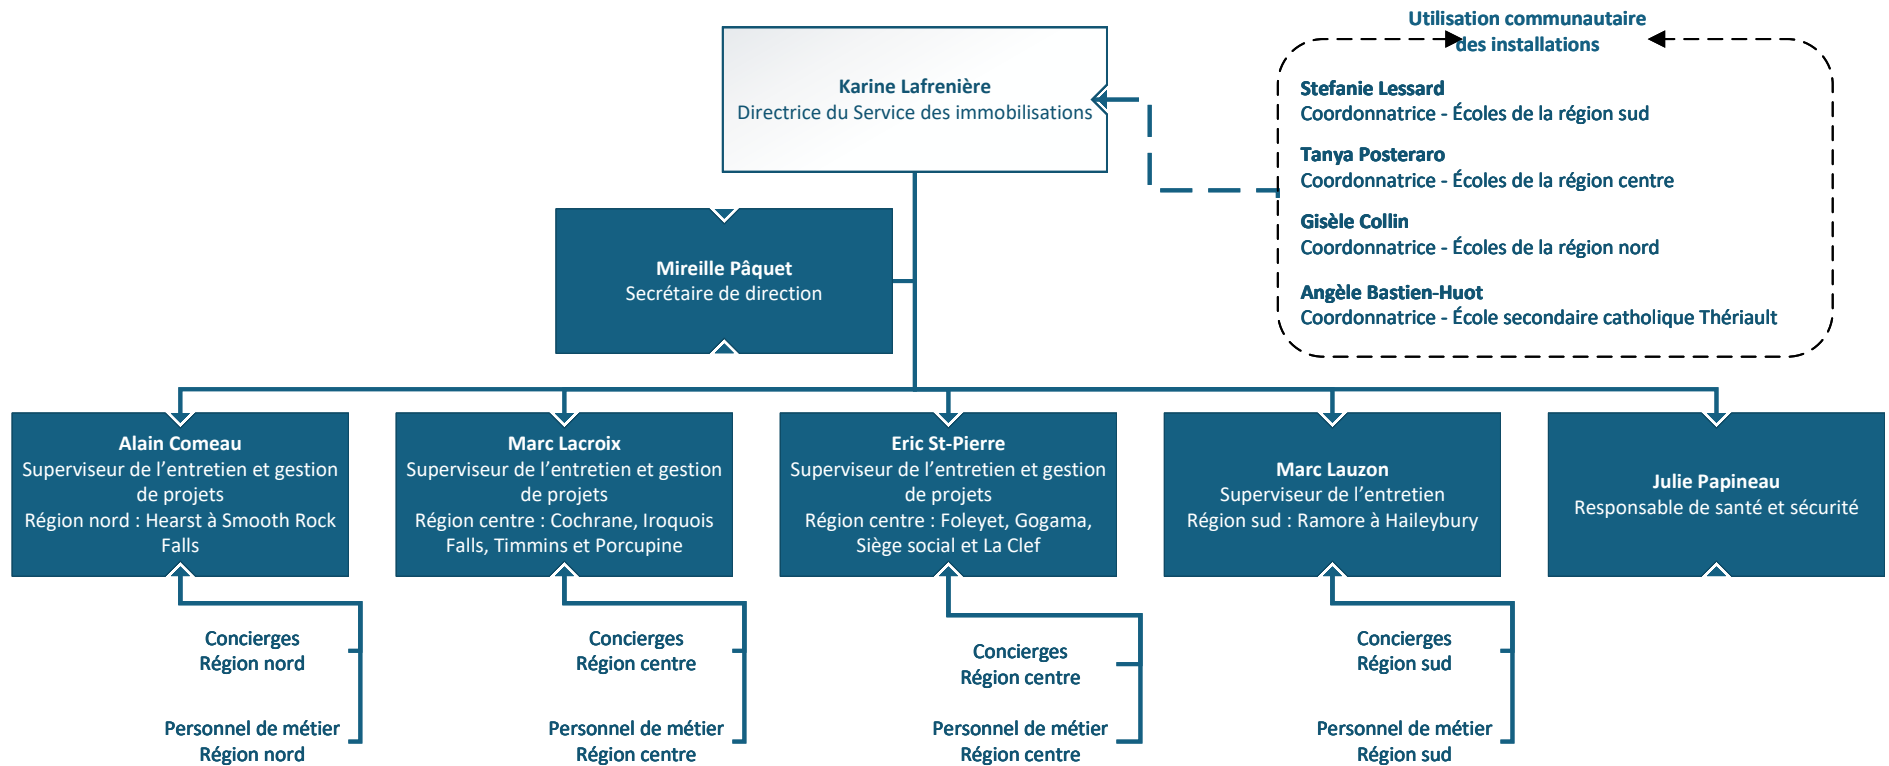 Karine Lafrenière
Directrice du Service des immobilisations
Utilisation communautaire
des installations
Stefanie Lessard
Coordonnatrice - Écoles de la région sud
Tanya Posteraro
Coordonnatrice - Écoles de la région centre
Gisèle Collin
Coordonnatrice - Écoles de la région nord
Angèle Bastien-Huot
Coordonnatrice - École secondaire catholique Thériault
Mireille Pâquet
Secrétaire de direction
Alain Comeau
Superviseur de l'entretien et gestion
de projets
Région nord : Hearst à Smooth Rock
Falls
Marc Lacroix
Superviseur de l'entretien et gestion
de projets
Région centre : Cochrane, Iroquois
Falls, Timmins et Porcupine
Eric St-Pierre
Superviseur de l'entretien et gestion
de projets
Région centre : Foleyet, Gogama,
Siège social et La Clef
Marc Lauzon
Superviseur de l'entretien
Région sud : Ramore à Haileybury
Julie Papineau
Responsable de santé et sécurité
Concierges
Région nord
Personnel de métier
Région nord
Concierges
Région centre
Personnel de métier
Région centre
Concierges
Région centre
Personnel de métier
Région centre
Concierges
Région sud
Personnel de métier
Région sud